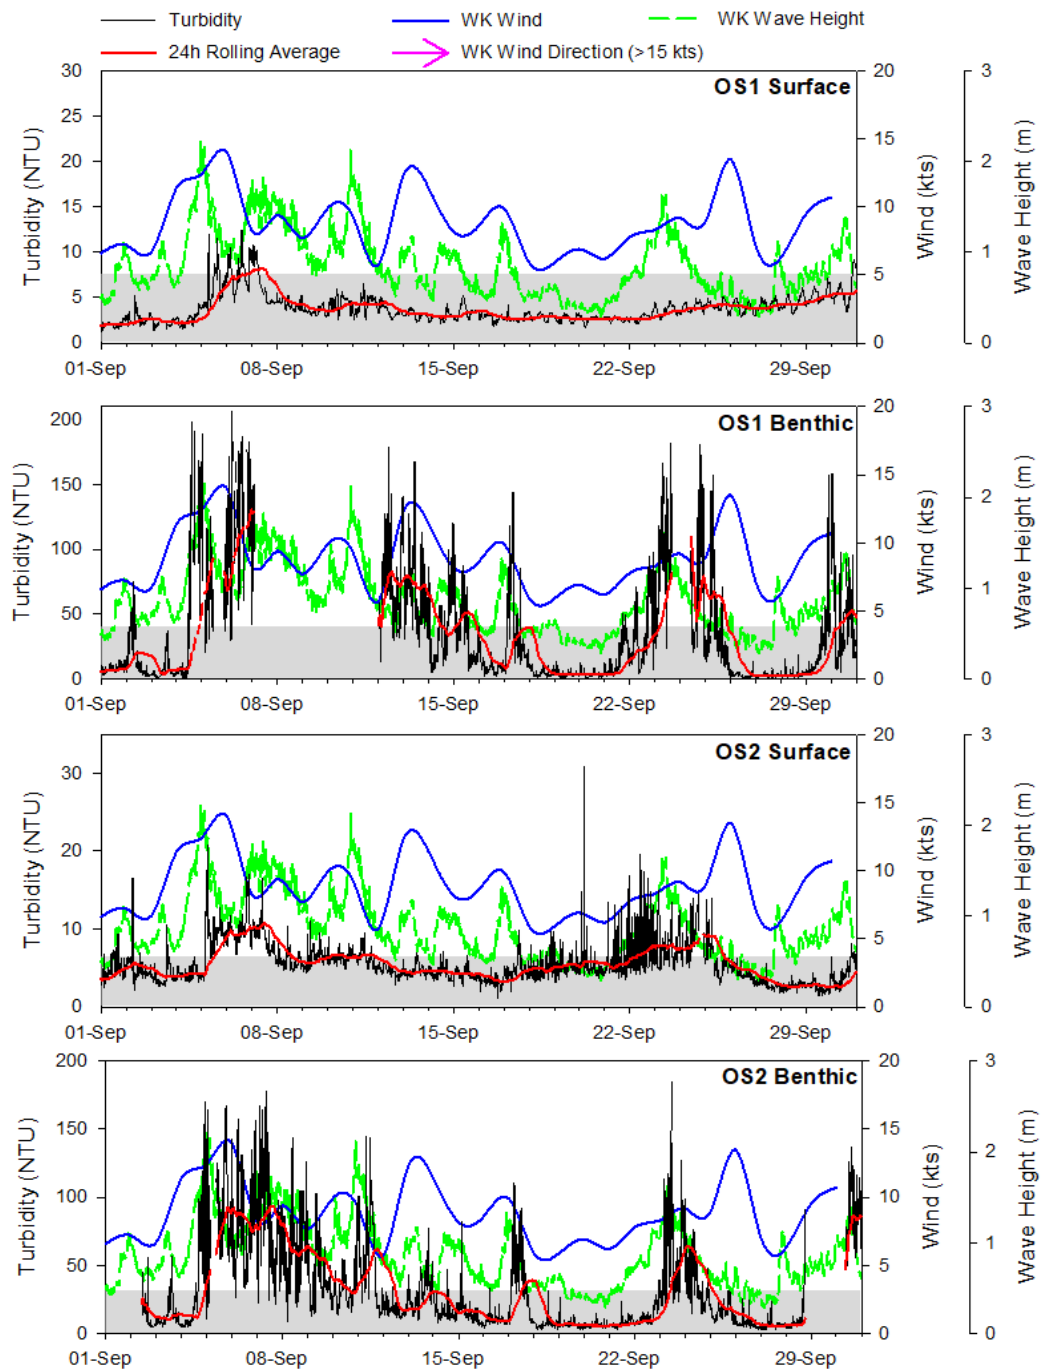 Turbidity WK Wind WK Wave Height
24h Rolling Average WK Wind Direction (>15 kts)
OS1 Surface
Turbidity (NTU)
30
25
20
15
10
5
0
Wind (kts)
20
15
10
5
0
Wave Height (m)
3
2
1
0
01-Sep 08-Sep 15-Sep 22-Sep 29-Sep
OS1 Benthic
Turbidity (NTU)
200
150
100
50
0
Wind (kts)
20
15
10
5
0
Wave Height (m)
3
2
1
0
01-Sep 08-Sep 15-Sep 22-Sep 29-Sep
OS2 Surface
Turbidity (NTU)
30
20
10
0
Wind (kts)
20
15
10
5
0
Wave Height (m)
3
2
1
0
01-Sep 08-Sep 15-Sep 22-Sep 29-Sep
OS2 Benthic
Turbidity (NTU)
200
150
100
50
0
Wind (kts)
20
15
10
5
0
Wave Height (m)
3
2
1
0
01-Sep 08-Sep 15-Sep 22-Sep 29-Sep